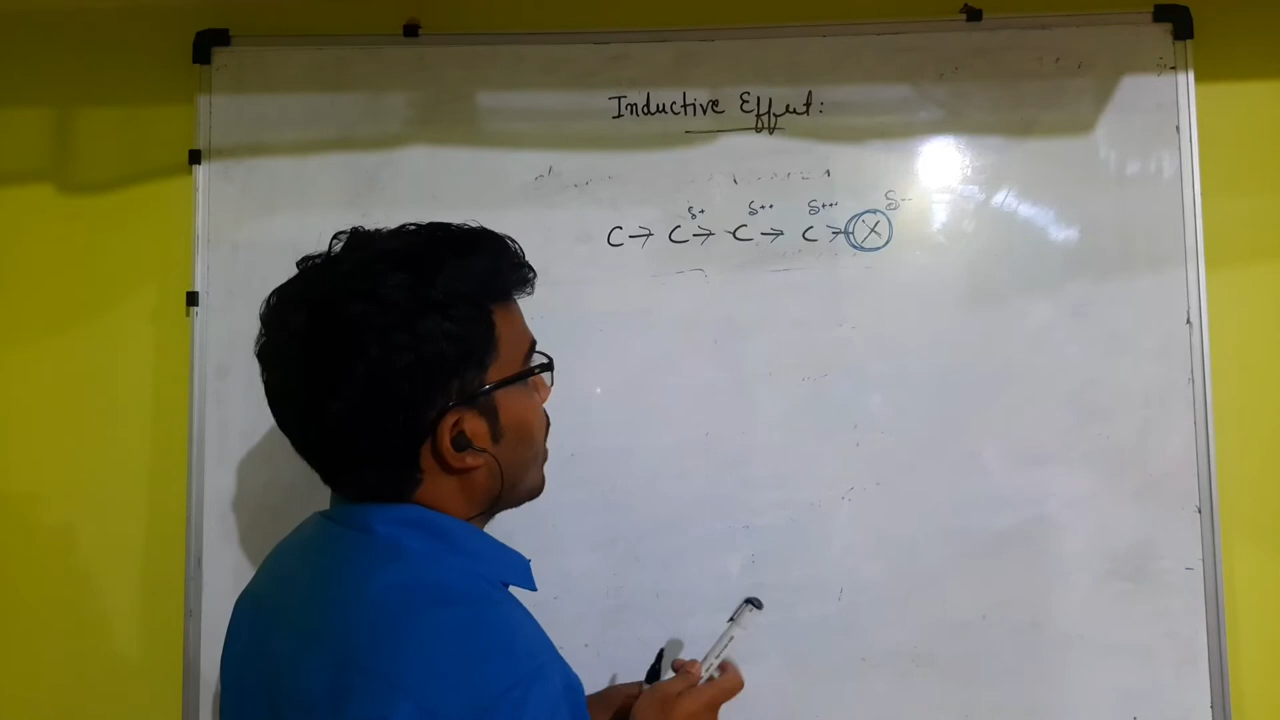 Inductive Effect:
δ+ δ++ δ+++ δ--
C → C → C → C → X